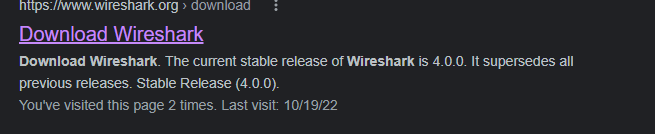 https://www.wireshark.org › download
Download Wireshark
Download Wireshark. The current stable release of Wireshark is 4.0.0. It supersedes all
previous releases. Stable Release (4.0.0).
You've visited this page 2 times. Last visit: 10/19/22